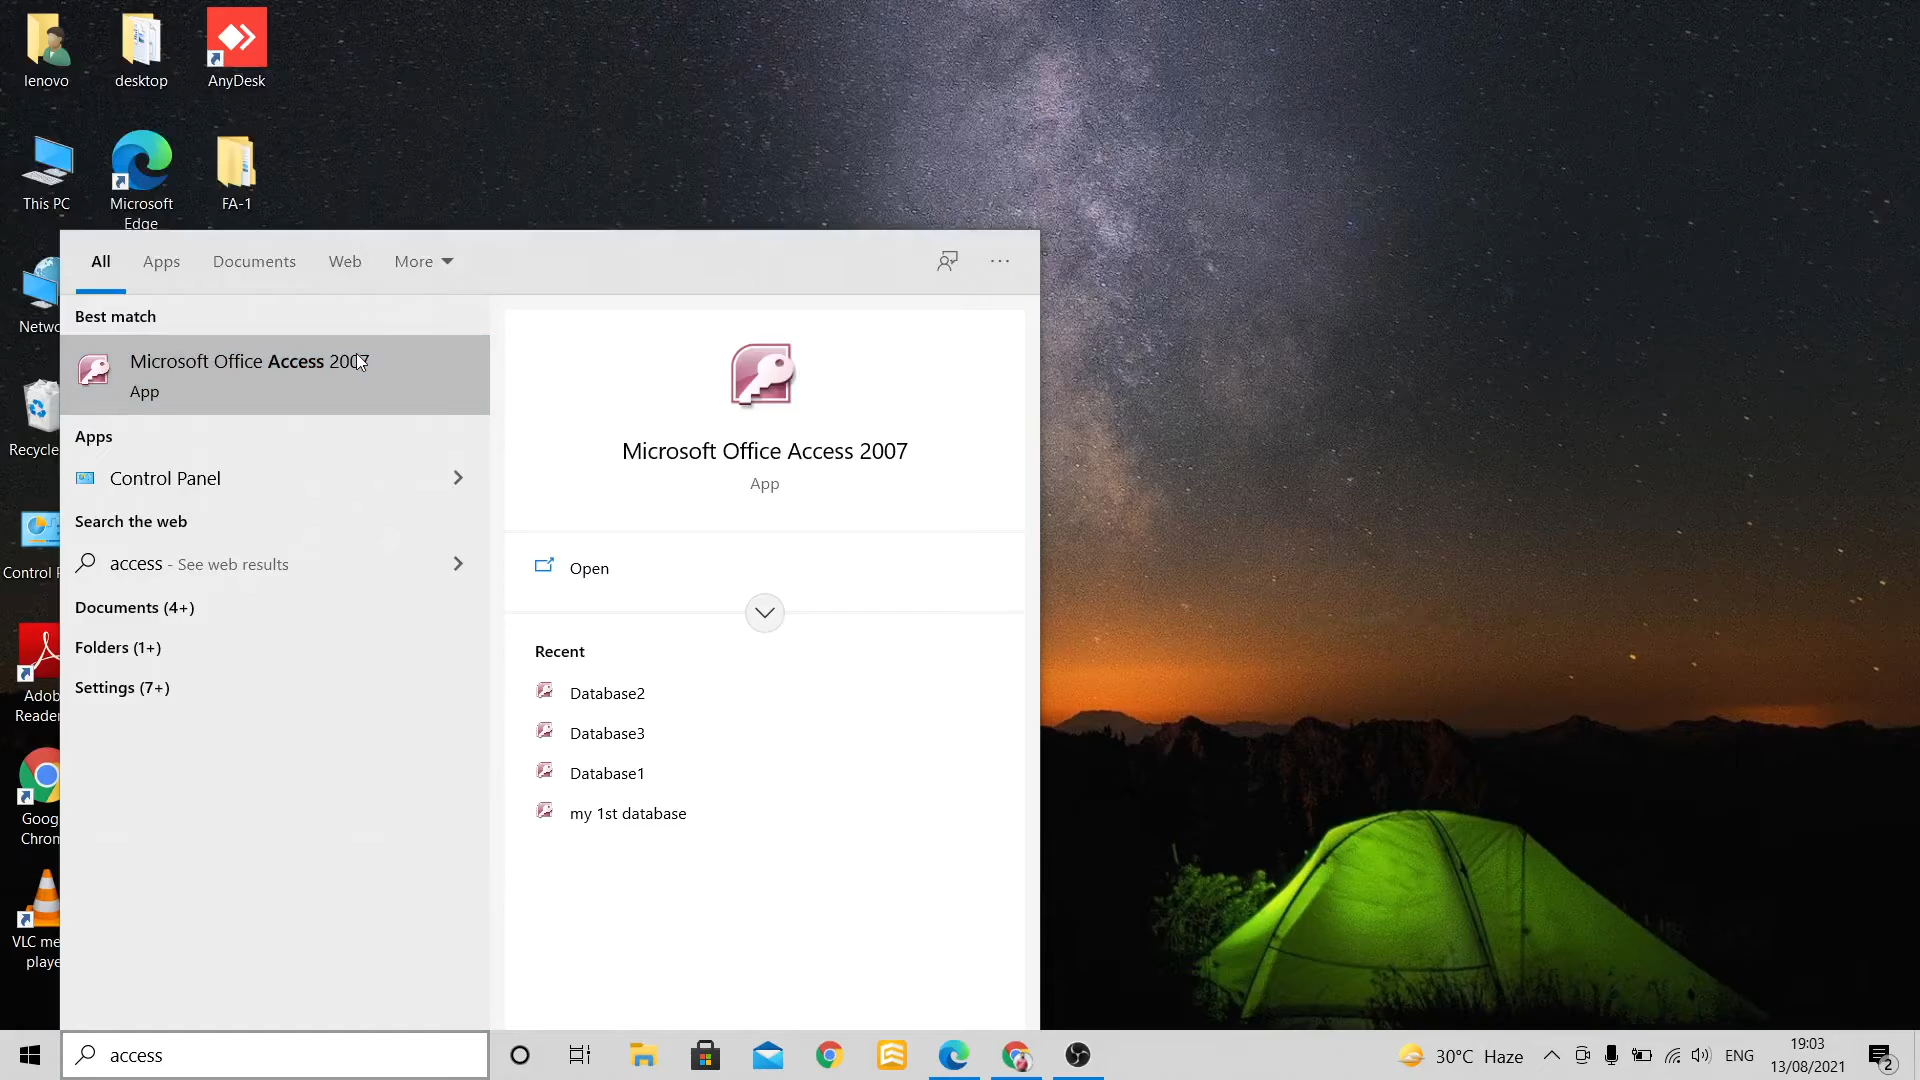 lenovo
desktop
AnyDesk
This PC
Microsoft
Edge
FA-1
All
Apps
Documents
Web
More
Best match
Netwo
Microsoft Office Access 2007
App
Recycle
Apps
Control Panel
Search the web
access - See web results
Control P
Documents (4+)
Folders (1+)
Settings (7+)
Adob
Reader
Goog
Chrom
VLC me
playe
Microsoft Office Access 2007
App
Open
Recent
Database2
Database3
Database1
my 1st database
access
30°C Haze
ENG
19:03
13/08/2021
2